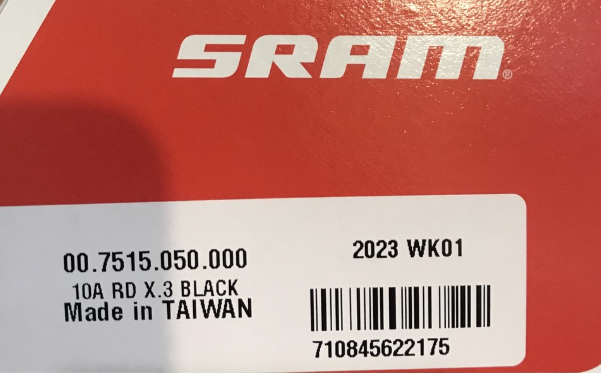 SRAM®
00.7515.050.000
10A RD X.3 BLACK
Made in TAIWAN
2023 WK01
710845622175